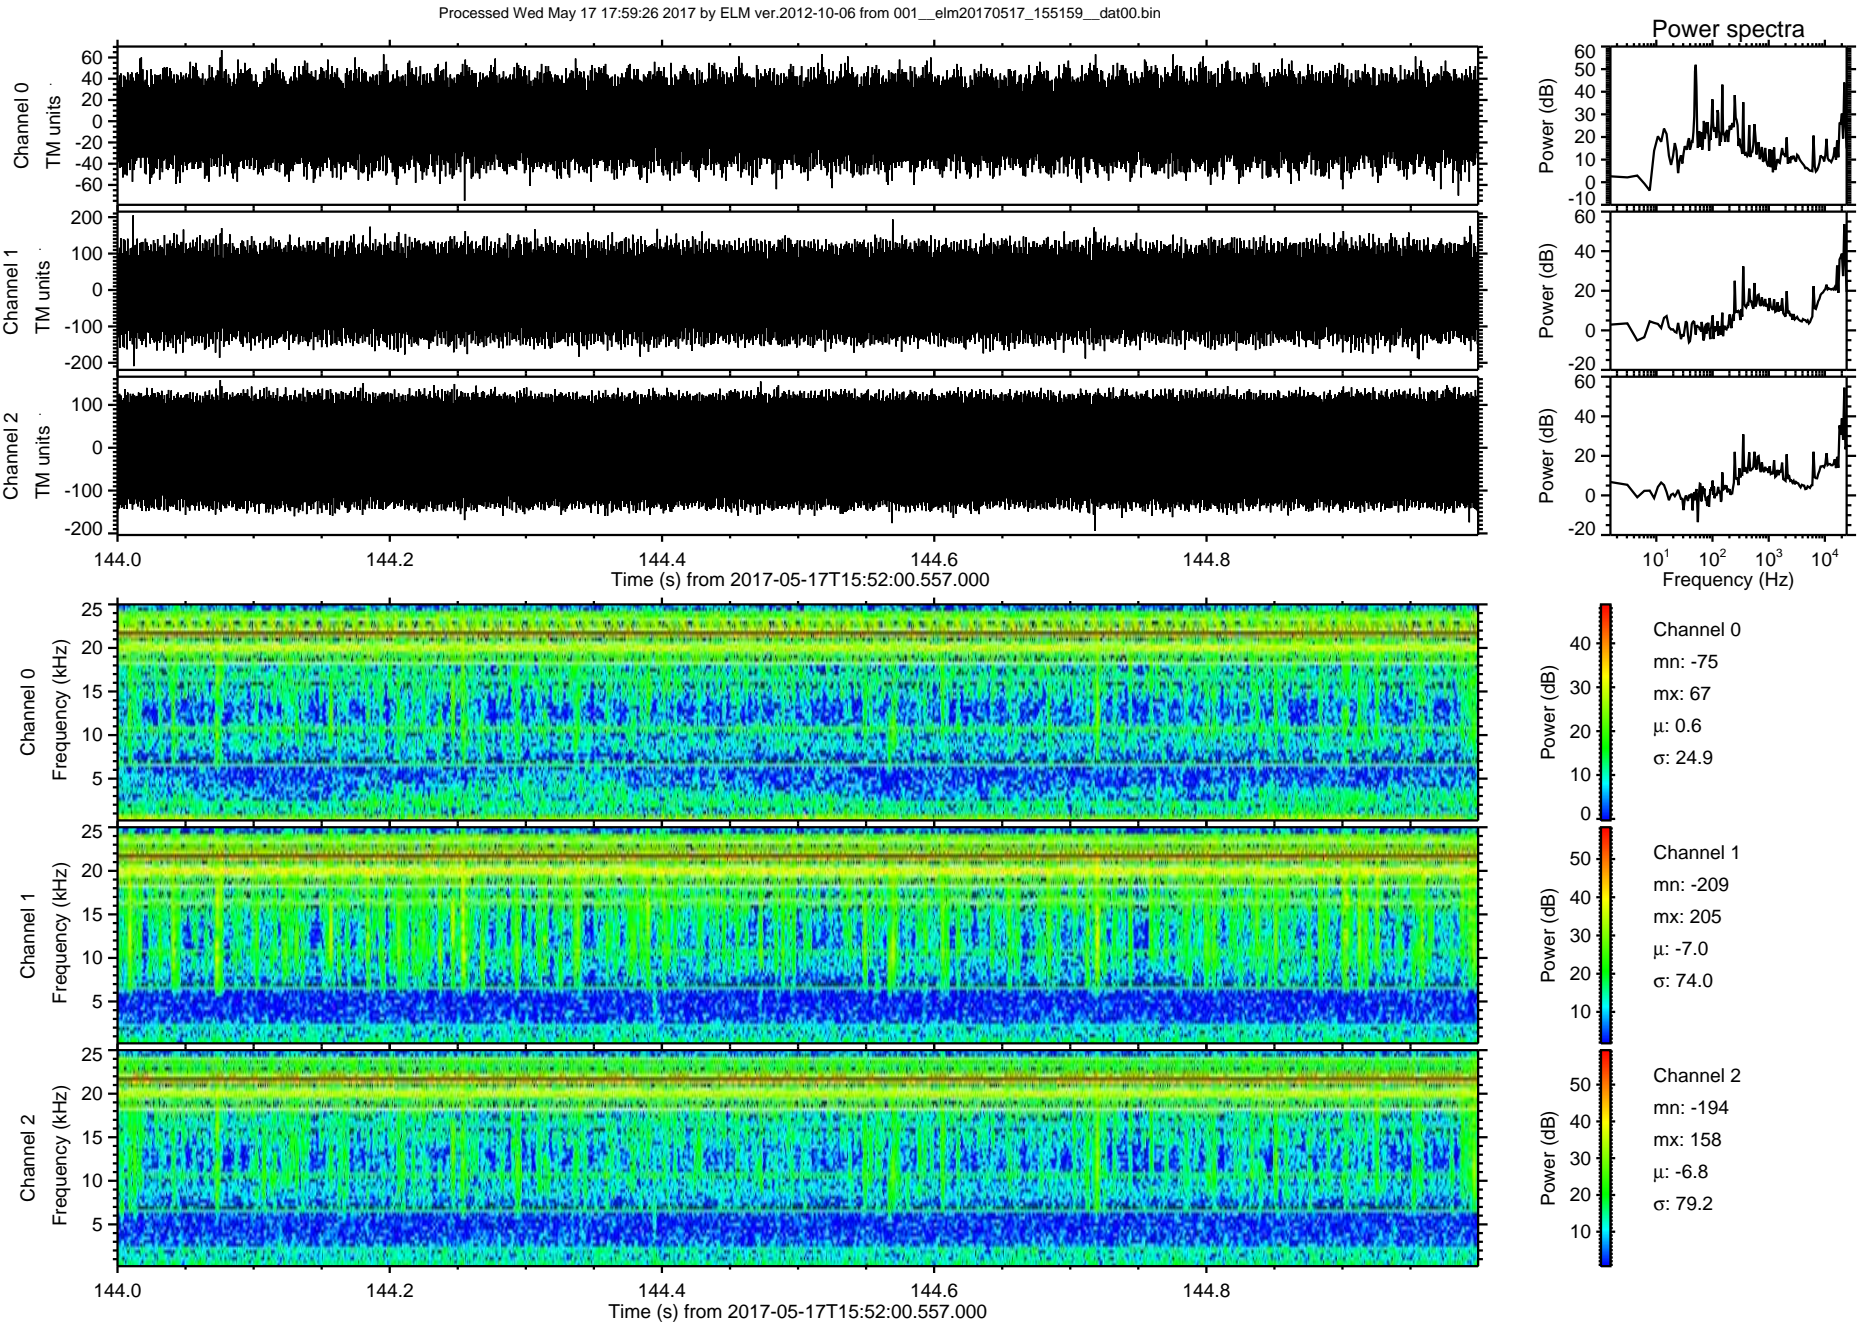 Processed Wed May 17 17:59:26 2017 by ELM ver.2012-10-06 from 001__elm20170517_155159__dat00.bin
Power spectra
Channel 0
TM units
60
40
20
0
-20
-40
-60
Power (dB)
60
50
40
30
20
10
0
-10
Channel 1
TM units
200
100
0
-100
-200
Power (dB)
60
40
20
0
-20
Channel 2
TM units
100
0
-100
-200
Power (dB)
60
40
20
0
-20
144.0 144.2 144.4 144.6 144.8
Time (s) from 2017-05-17T15:52:00.557.000
10¹ 10² 10³ 10⁴
Frequency (Hz)
Channel 0
Frequency (kHz)
25
20
15
10
5
Power (dB)
40
30
20
10
0
Channel 0
mn: -75
mx: 67
μ: 0.6
σ: 24.9
Channel 1
Frequency (kHz)
25
20
15
10
5
Power (dB)
50
40
30
20
10
Channel 1
mn: -209
mx: 205
μ: -7.0
σ: 74.0
Channel 2
Frequency (kHz)
25
20
15
10
5
Power (dB)
50
40
30
20
10
Channel 2
mn: -194
mx: 158
μ: -6.8
σ: 79.2
144.0 144.2 144.4 144.6 144.8
Time (s) from 2017-05-17T15:52:00.557.000